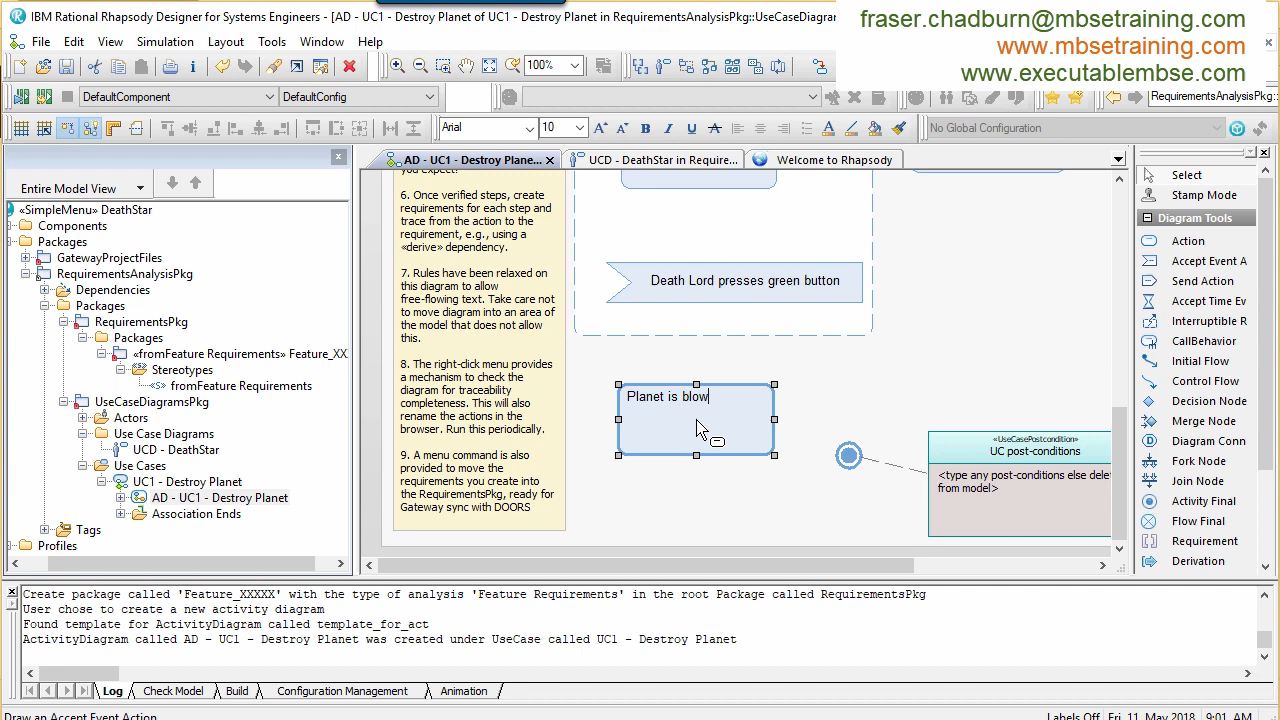 IBM Rational Rhapsody Designer for Systems Engineers - [AD - UC1 - Destroy Planet of UC1 - Destroy Planet in RequirementsAnalysisPkg::UseCaseDiagram
fraser.chadburn@mbsetraining.com
www.mbsetraining.com
www.executablembse.com
File Edit View Simulation Layout Tools Window Help
100%
DefaultComponent DefaultConfig RequirementsAnalysisPkg::
Arial 10 No Global Configuration
Entire Model View
AD - UC1 - Destroy Plane... UCD - DeathStar in Require... Welcome to Rhapsody
«SimpleMenu» DeathStar
Components
Packages
GatewayProjectFiles
RequirementsAnalysisPkg
Dependencies
Packages
RequirementsPkg
Packages
«fromFeature Requirements» Feature_XX
Stereotypes
fromFeature Requirements
UseCaseDiagramsPkg
Actors
Use Case Diagrams
UCD - DeathStar
Use Cases
UC1 - Destroy Planet
AD - UC1 - Destroy Planet
Association Ends
Tags
Profiles
you expect?
6. Once verified steps, create
requirements for each step and
trace from the action to the
requirement, e.g., using a
«derive» dependency.
7. Rules have been relaxed on
this diagram to allow
free-flowing text. Take care not
to move diagram into an area of
the model that does not allow
this.
8. The right-click menu provides
a mechanism to check the
diagram for traceability
completeness. This will also
rename the actions in the
browser. Run this periodically.
9. A menu command is also
provided to move the
requirements you create into
the RequirementsPkg, ready for
Gateway sync with DOORS
Death Lord presses green button
Planet is blow
«UseCasePostcondition»
UC post-conditions
<type any post-conditions else delet
from model>
Select
Stamp Mode
Diagram Tools
Action
Accept Event A
Send Action
Accept Time Ev
Interruptible R
CallBehavior
Initial Flow
Control Flow
Decision Node
Merge Node
Diagram Conn
Fork Node
Join Node
Activity Final
Flow Final
Requirement
Derivation
Create package called 'Feature_XXXXX' with the type of analysis 'Feature Requirements' in the root Package called RequirementsPkg
User chose to create a new activity diagram
Found template for ActivityDiagram called template_for_act
ActivityDiagram called AD - UC1 - Destroy Planet was created under UseCase called UC1 - Destroy Planet
Log Check Model Build Configuration Management Animation
Draw an Accent Event Action Labels Off Fri, 11, May 2018 9:01 AM